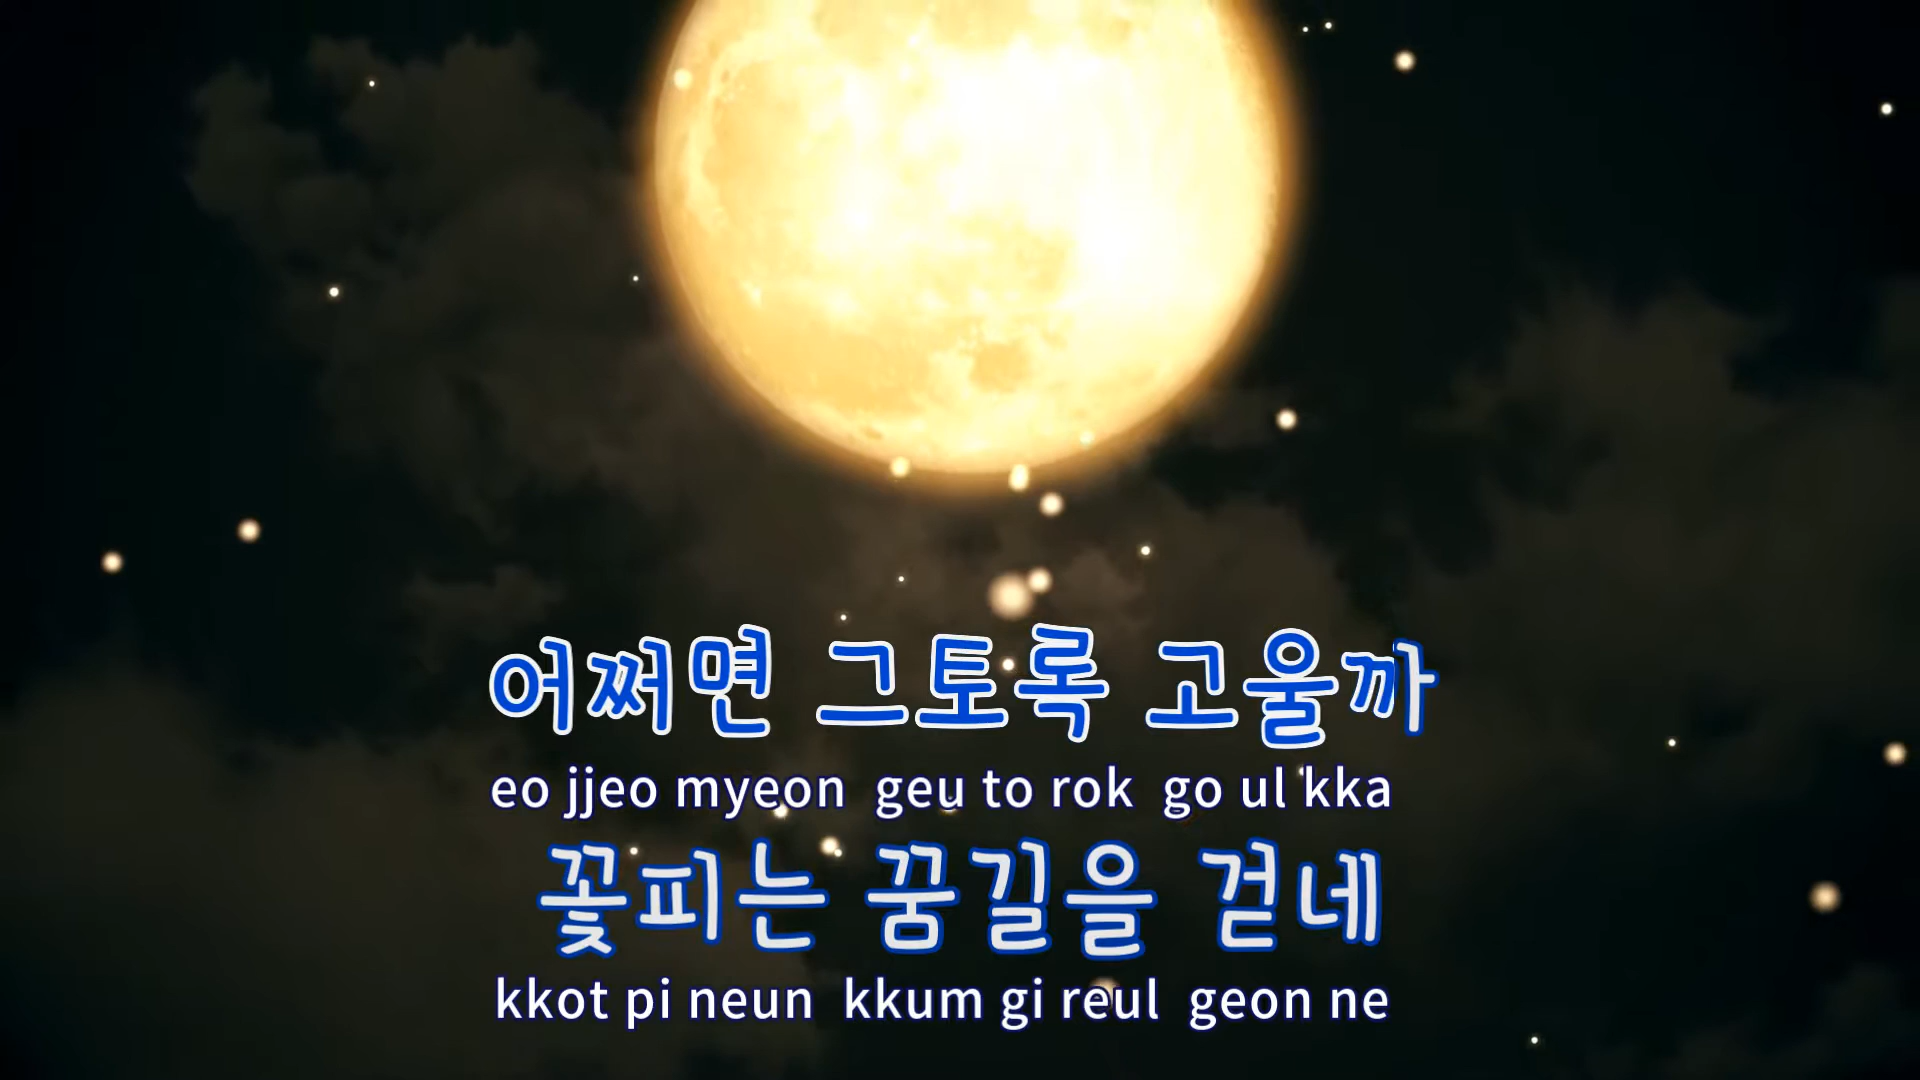 어쩌면 그토록 고울까
eo jjeo myeon geu to rok go ul kka
꽃피는 꿈길을 걷네
kkot pi neun kkum gi reul geon ne